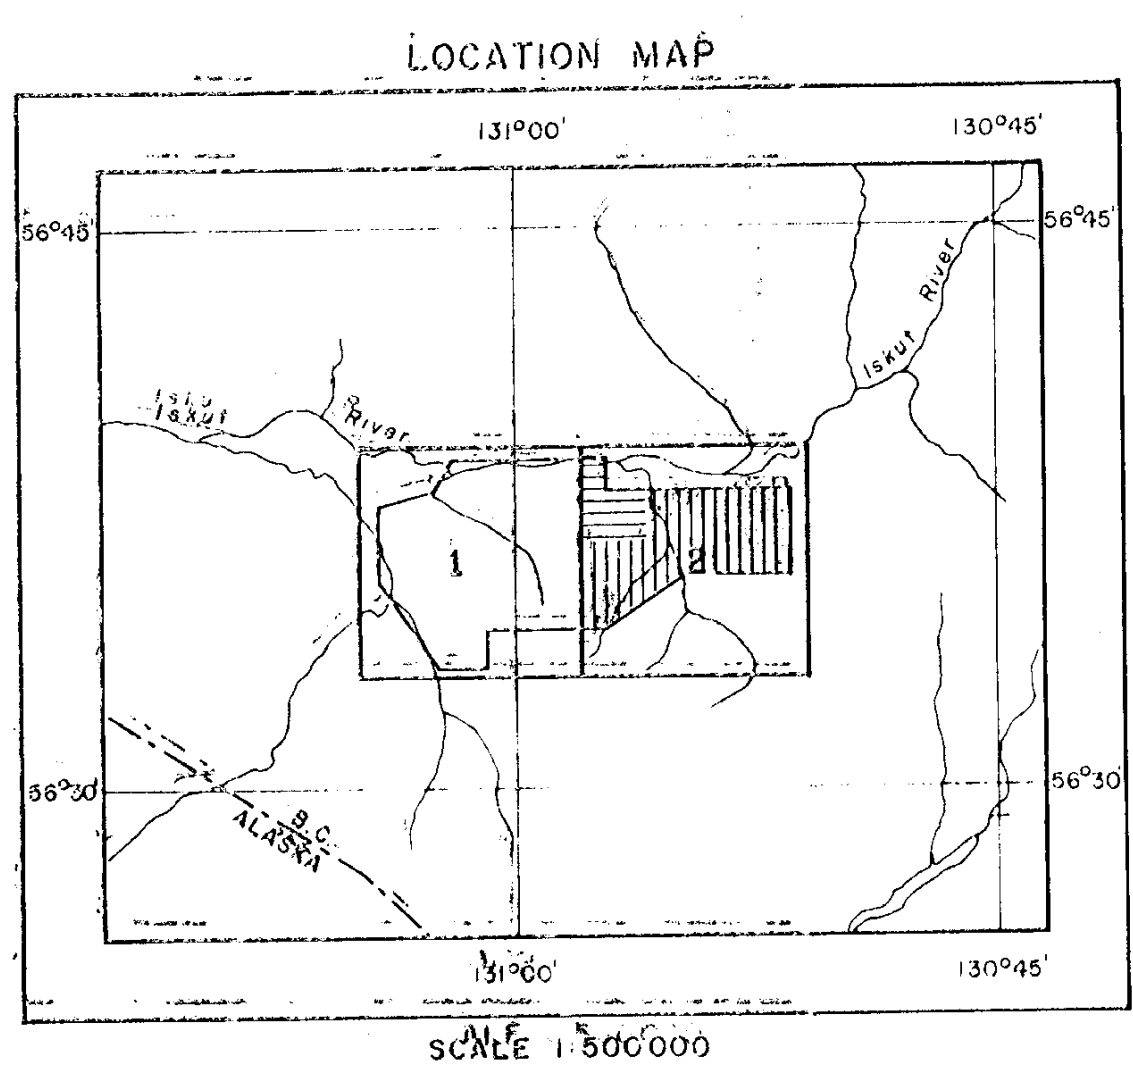 LOCATION MAP
131°00' 130°45'
56°45' 56°45'
River
Iskut
Iskut
River
1 2
56°30' 56°30'
B.C.
ALASKA
131°00' 130°45'
SCALE 1:500000